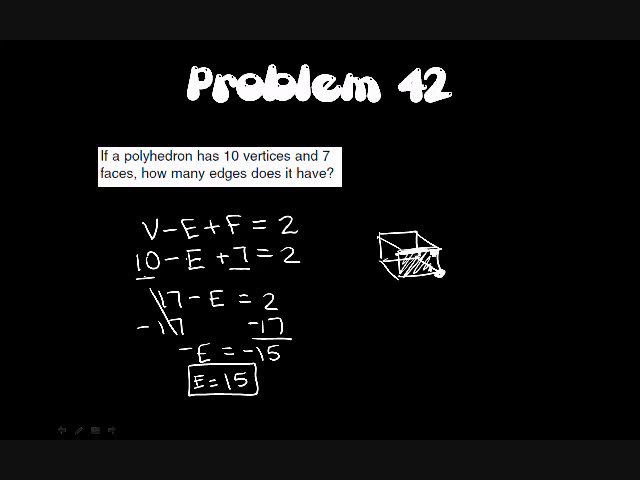 Problem 42
If a polyhedron has 10 vertices and 7
faces, how many edges does it have?
V - E + F = 2
10 - E + 7 = 2
17 - E = 2
-17 -17
-E = -15
E = 15